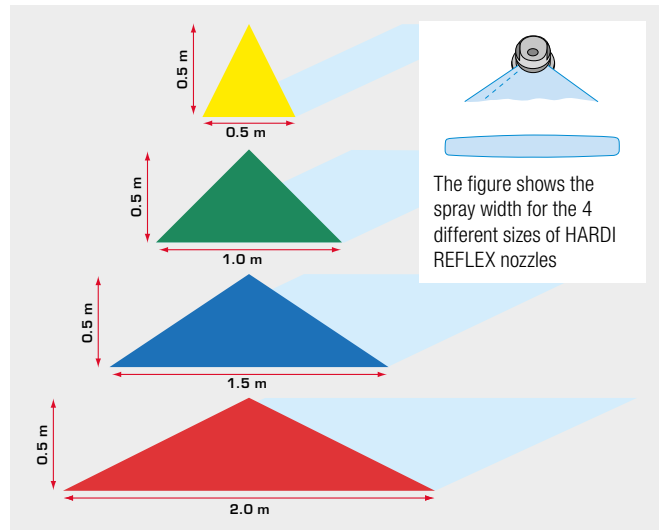 0.5 m
0.5 m
0.5 m
1.0 m
0.5 m
1.5 m
0.5 m
2.0 m
The figure shows the
spray width for the 4
different sizes of HARDI
REFLEX nozzles